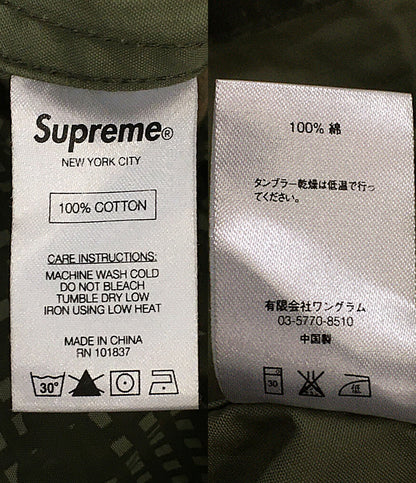 Supreme®
NEW YORK CITY
100% COTTON
CARE INSTRUCTIONS:
MACHINE WASH COLD
DO NOT BLEACH
TUMBLE DRY LOW
IRON USING LOW HEAT
MADE IN CHINA
RN 101837
30°
100% 綿
タンブラー乾燥は低温で行っ
てください。
有限会社ワングラム
03-5770-8510
中国製
30
低